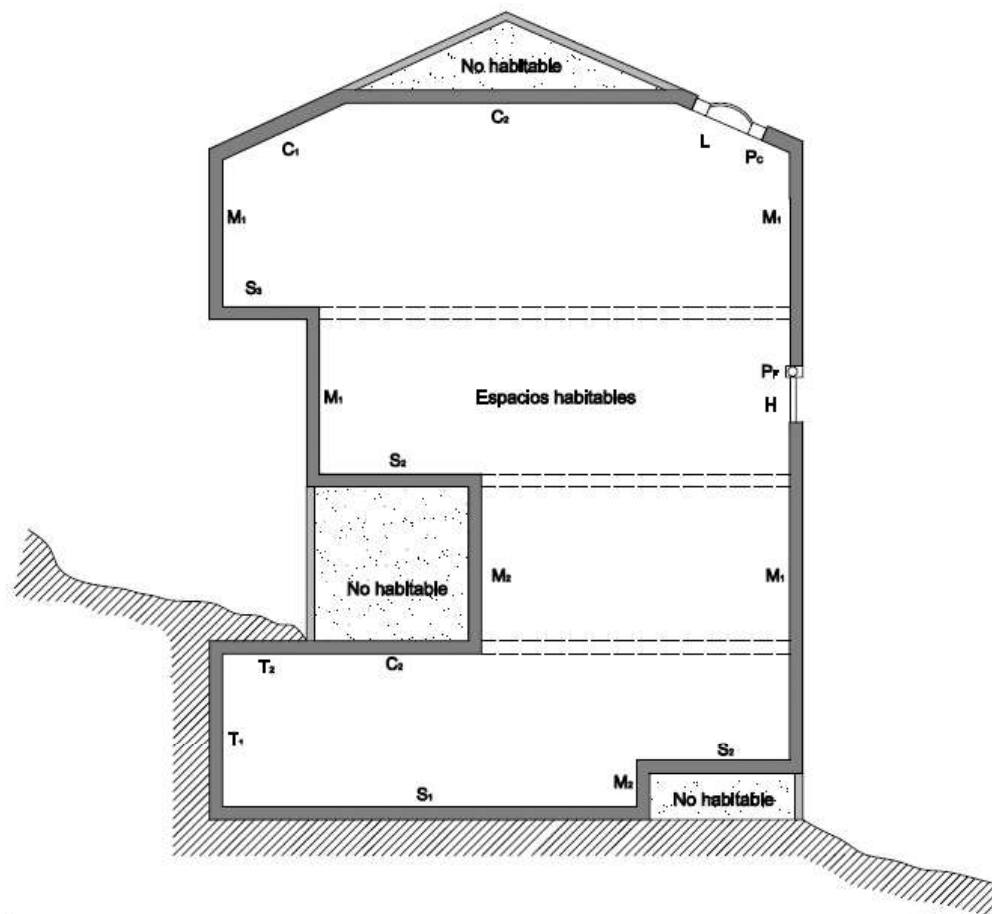 No habitable
C2
L
C1
Pc
M1
M1
S3
PF
M1
Espacios habitables
H
S2
M2
M1
No habitable
T2
C2
T1
S2
M2
S1
No habitable